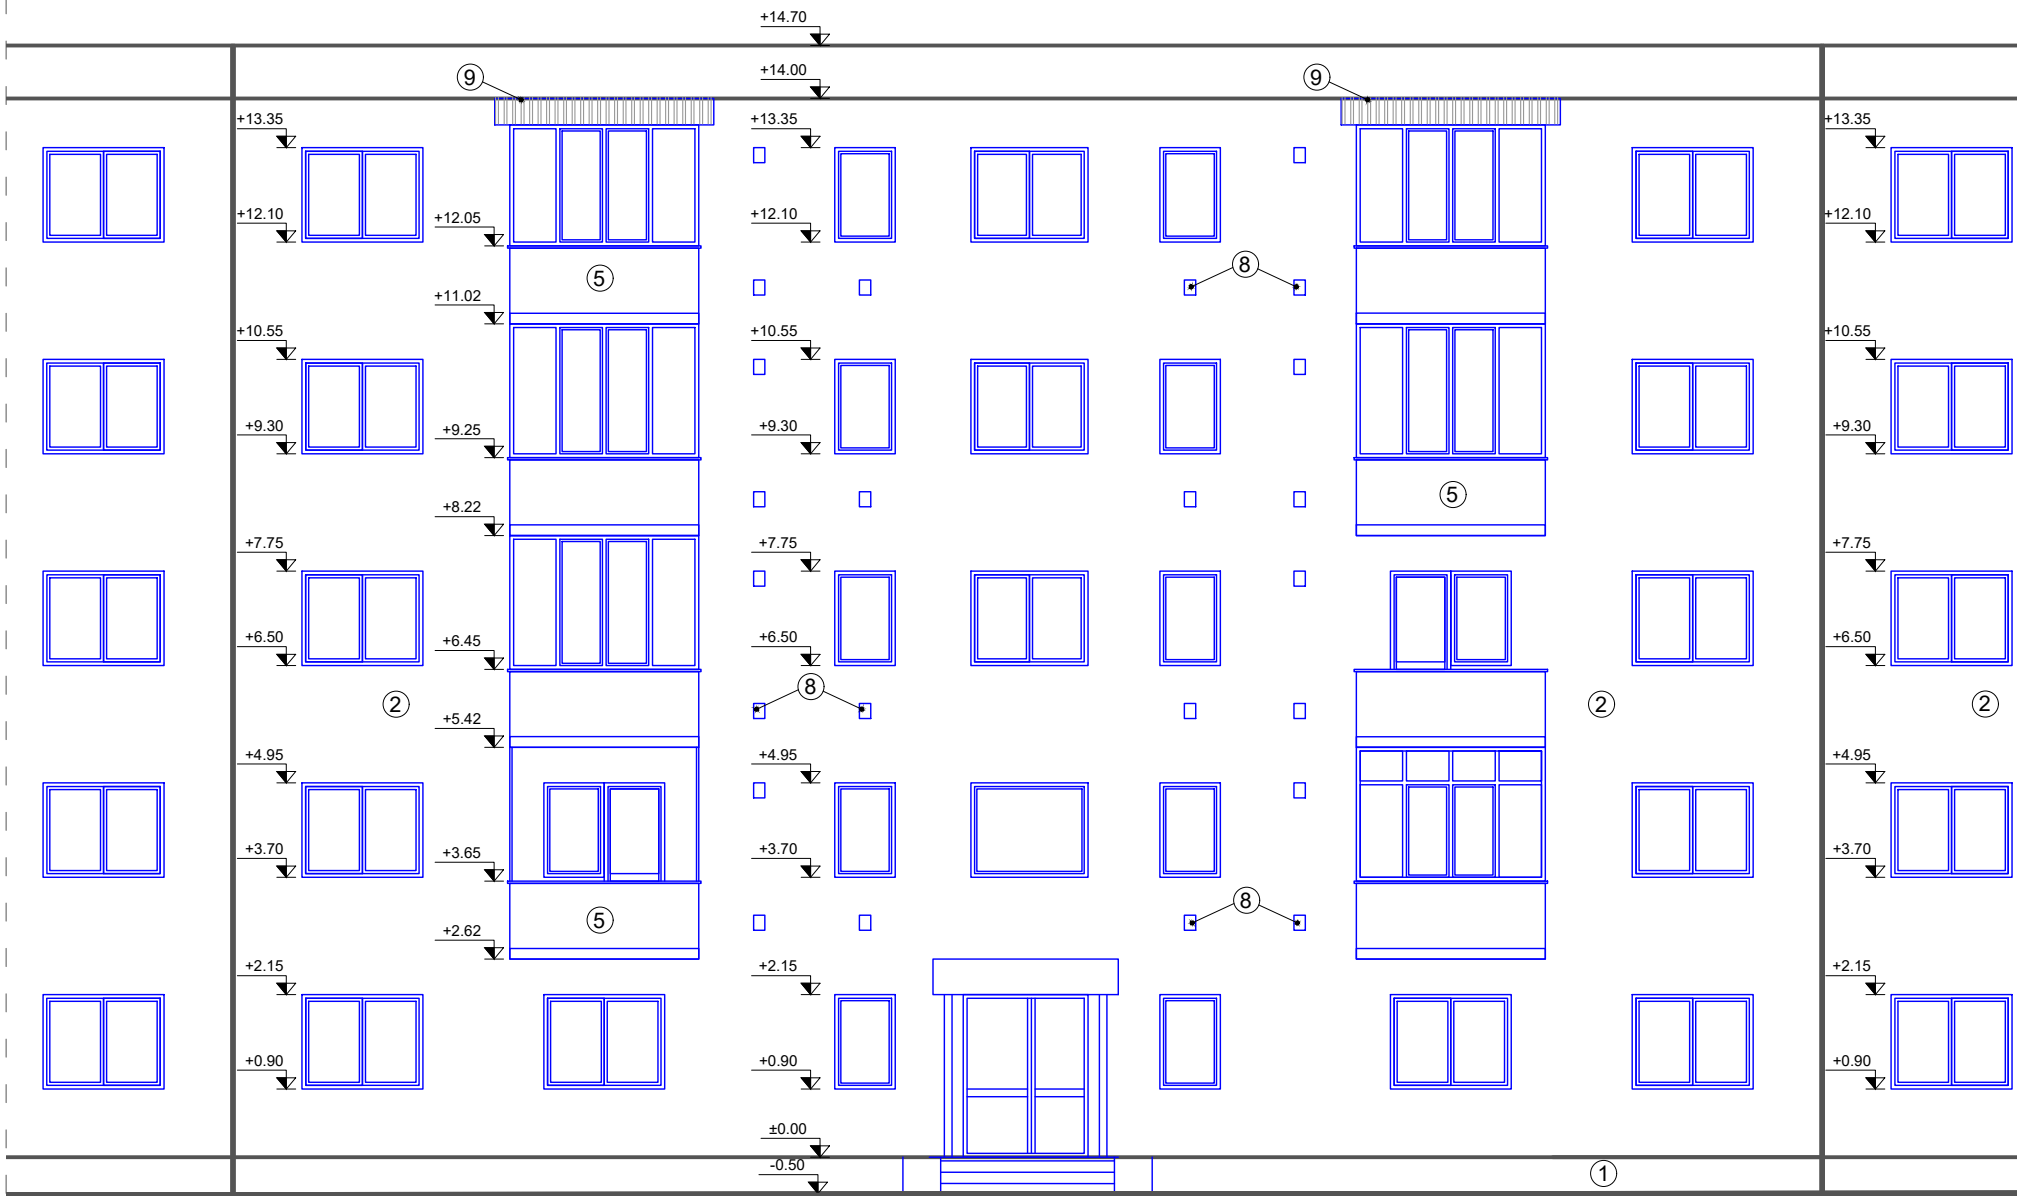 +14.70
+14.00
9 9
+13.35 +13.35 +13.35
+12.10 +12.05 +12.10 +12.10
5 8
+11.02
+10.55 +10.55 +10.55
+9.30 +9.25 +9.30 +9.30
5
+8.22
+7.75 +7.75 +7.75
+6.50 +6.45 +6.50 +6.50
8
2 2 2
+5.42
+4.95 +4.95 +4.95
+3.70 +3.65 +3.70 +3.70
8
5
+2.62
+2.15 +2.15 +2.15
+0.90 +0.90 +0.90
±0.00
-0.50
1